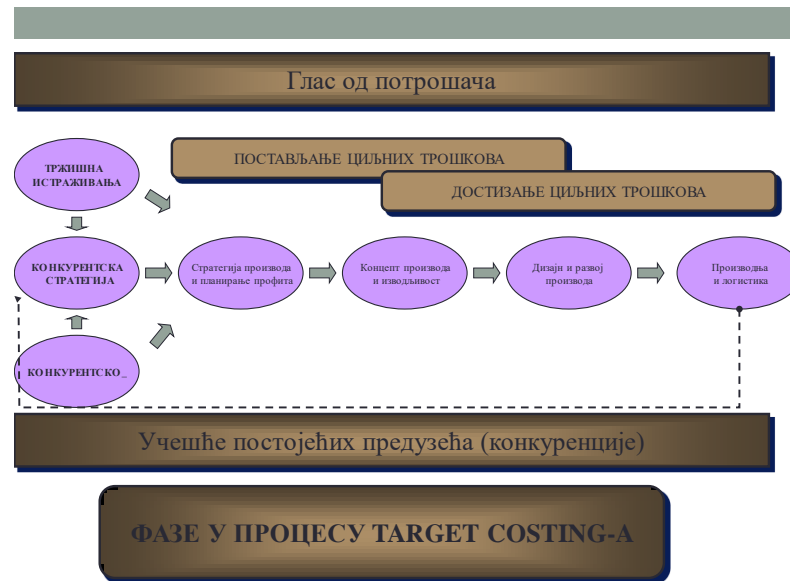 Глас од потрошача
ПОСТАВЉАЊЕ ЦИЉНИХ ТРОШКОВА
ДОСТИЗАЊЕ ЦИЉНИХ ТРОШКОВА
ТРЖИШНА
ИСТРАЖИВАЊА
КОНКУРЕНТСКА
СТРАТЕГИЈА
Стратегија производа
и планирање профита
Концепт производа
и изводљивост
Дизајн и развој
производа
Производња
и логистика
КОНКУРЕНТСКО_
Учешће постојећих предузећа (конкуренције)
ФАЗЕ У ПРОЦЕСУ TARGET COSTING-А